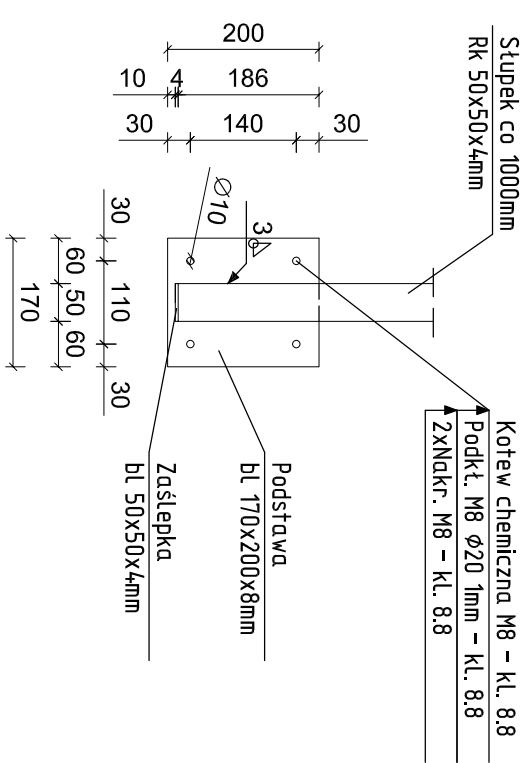 Słupek co 1000mm
Rk 50x50x4mm
Kotew chemiczna M8 - kl. 8.8
Podkł. M8 Ø20 1mm - kl. 8.8
2xNakr. M8 - kl. 8.8
200
10 4 186
30 140 30
Ø10
3
30 110 30
60 50 60
170
Podstawa
bl 170x200x8mm
Zaślepka
bl 50x50x4mm